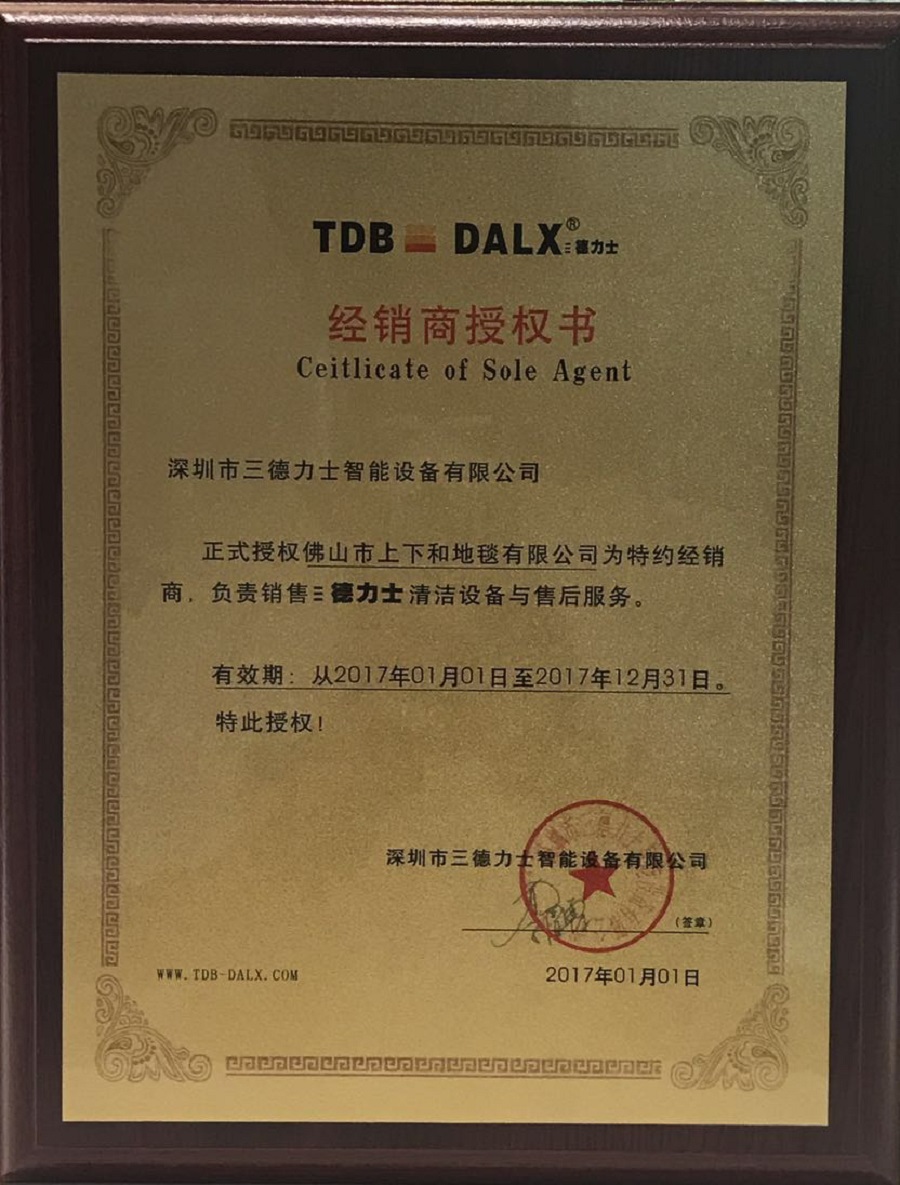 TDB DALX® 三德力士
经销商授权书
Ceitlicate of Sole Agent
深圳市三德力士智能设备有限公司
正式授权佛山市上下和地毯有限公司为特约经销
商，负责销售三德力士清洁设备与售后服务。
有效期：从2017年01月01日至2017年12月31日。
特此授权！
深圳市三德力士智能设备有限公司
（签章）
WWW.TDB-DALX.COM
2017年01月01日